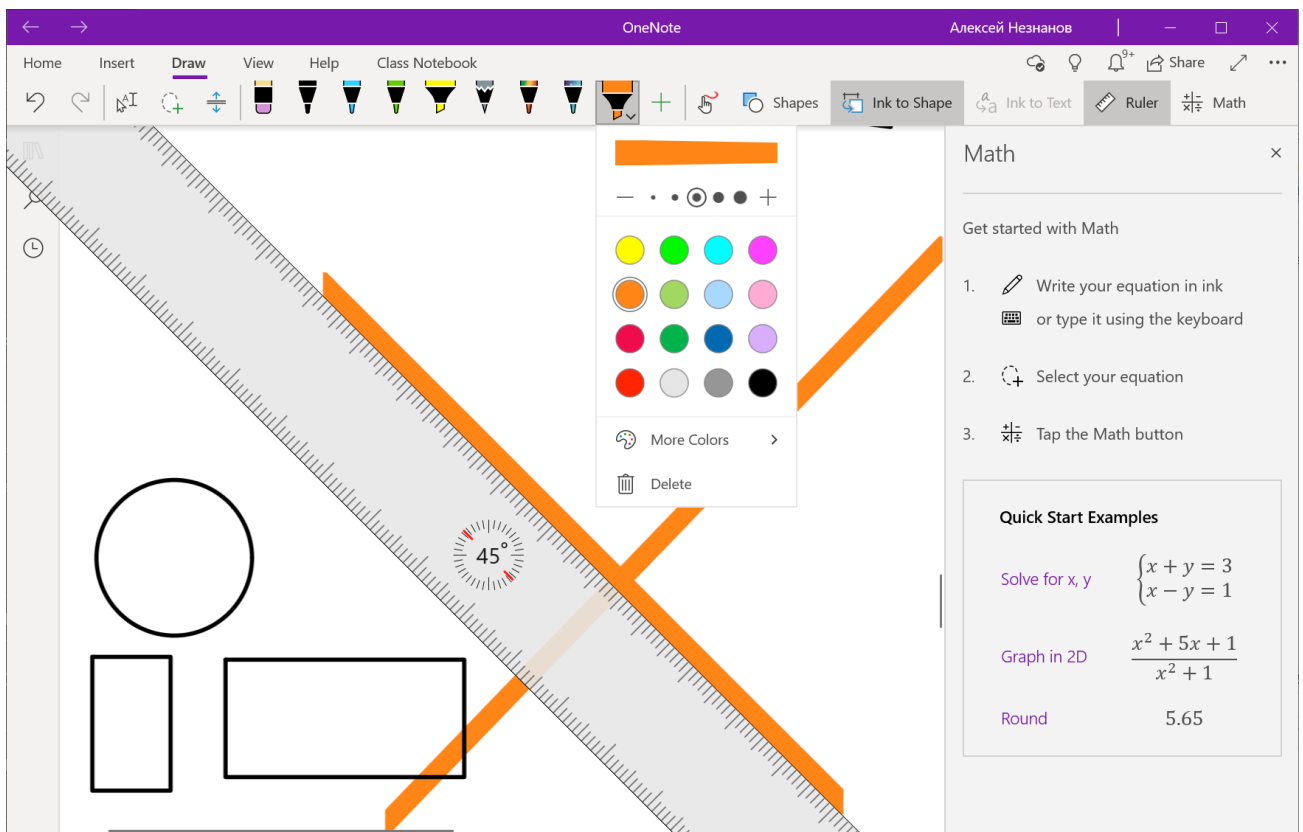 OneNote
Алексей Незнанов
Home Insert Draw View Help Class Notebook
9+
Share
Shapes
Ink to Shape
Ink to Text
Ruler
Math
Math
Get started with Math
1. Write your equation in ink
or type it using the keyboard
2. Select your equation
3. Tap the Math button
More Colors
Delete
45°
Quick Start Examples
Solve for x, y
x + y = 3
x − y = 1
Graph in 2D
x² + 5x + 1
x² + 1
Round 5.65